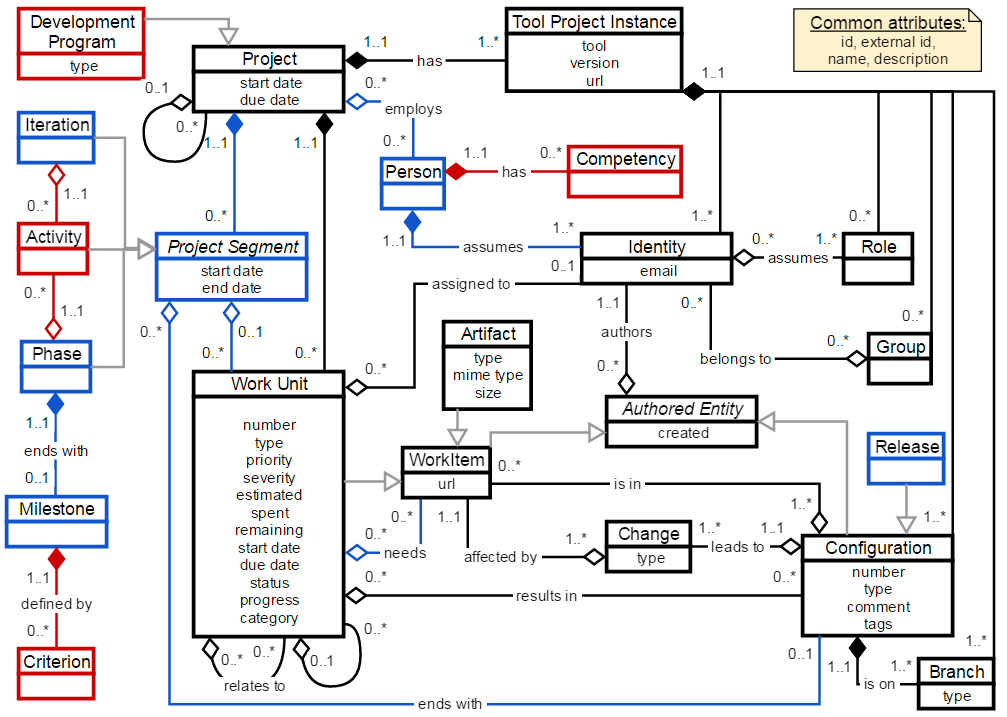 Development
Program
type
Project
start date
due date
1..1
has
1..*
Tool Project Instance
tool
version
url
1..1
Common attributes:
id, external id,
name, description
0..1
0..*
0..*
employs
0..*
1..1
1..1
Iteration
1..1
0..*
Activity
0..*
1..1
Phase
1..1
ends with
0..1
Milestone
1..1
defined by
0..*
Criterion
Person
1..1
has
0..*
Competency
1..1
assumes
1..*
0..*
Project Segment
start date
end date
0..*
0..1
0..*
0..*
1..*
Identity
email
0..1
0..*
assumes
1..*
0..*
Role
assigned to
0..*
1..1
authors
0..*
0..*
belongs to
0..*
0..*
Group
Artifact
type
mime type
size
Authored Entity
created
Work Unit
number
type
priority
severity
estimated
spent
remaining
start date
due date
status
progress
category
WorkItem
url
0..*
is in
1..*
Release
1..*
0..*
needs
0..*
1..1
affected by
1..*
Change
type
1..*
leads to
1..1
Configuration
number
type
comment
tags
0..*
results in
0..*
0..*
0..*
relates to
0..1
0..*
0..1
ends with
1..1
is on
1..*
1..*
Branch
type